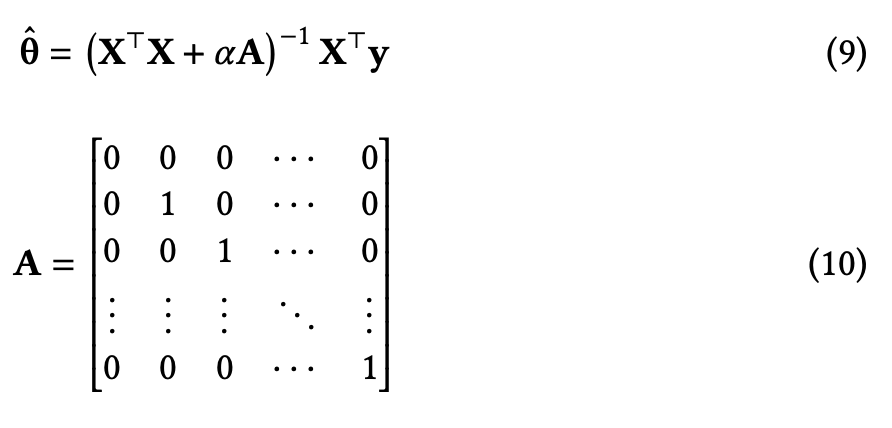 θ̂ = (X⊤X + αA)⁻¹ X⊤y (9)
A = [0 0 0 ⋯ 0
0 1 0 ⋯ 0
0 0 1 ⋯ 0
⋮ ⋮ ⋮ ⋱ ⋮
0 0 0 ⋯ 1] (10)